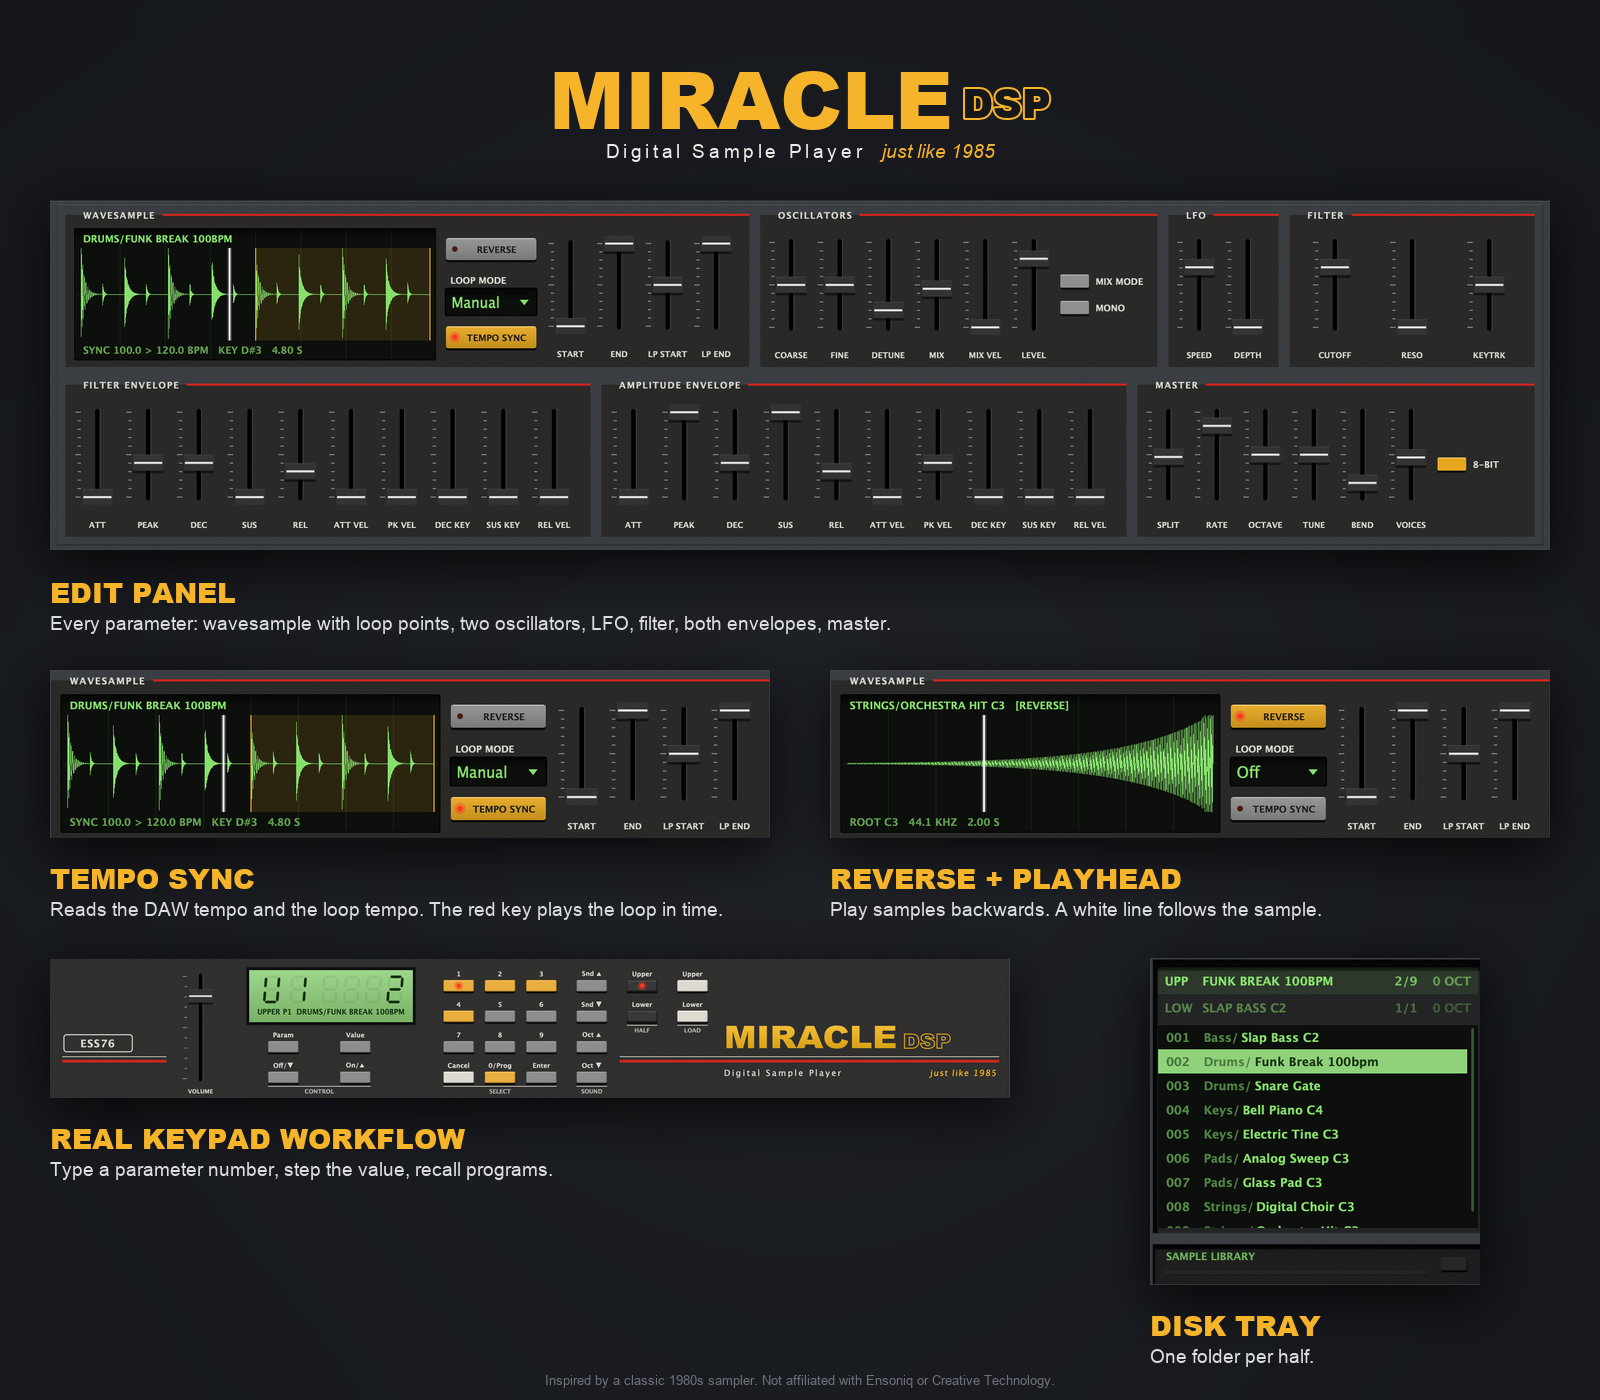 MIRACLE DSP
Digital Sample Player just like 1985
WAVESAMPLE
DRUMS/FUNK BREAK 100BPM
SYNC 100.0 > 120.0 BPM KEY D#3 4.80 S
REVERSE
LOOP MODE
Manual
TEMPO SYNC
START END LP START LP END
OSCILLATORS
COARSE FINE DETUNE MIX MIX VEL LEVEL
MIX MODE
MONO
LFO
SPEED DEPTH
FILTER
CUTOFF RESO KEYTRK
FILTER ENVELOPE
ATT PEAK DEC SUS REL ATT VEL PK VEL DEC KEY SUS KEY REL VEL
AMPLITUDE ENVELOPE
ATT PEAK DEC SUS REL ATT VEL PK VEL DEC KEY SUS KEY REL VEL
MASTER
SPLIT RATE OCTAVE TUNE BEND VOICES
8-BIT
EDIT PANEL
Every parameter: wavesample with loop points, two oscillators, LFO, filter, both envelopes, master.
WAVESAMPLE
DRUMS/FUNK BREAK 100BPM
SYNC 100.0 > 120.0 BPM KEY D#3 4.80 S
REVERSE
LOOP MODE
Manual
TEMPO SYNC
START END LP START LP END
TEMPO SYNC
Reads the DAW tempo and the loop tempo. The red key plays the loop in time.
WAVESAMPLE
STRINGS/ORCHESTRA HIT C3 [REVERSE]
ROOT C3 44.1 KHZ 2.00 S
REVERSE
LOOP MODE
Off
TEMPO SYNC
START END LP START LP END
REVERSE + PLAYHEAD
Play samples backwards. A white line follows the sample.
ESS76
VOLUME
U1 2
UPPER P1 DRUMS/FUNK BREAK 100BPM
Param Value
Off/▼ On/▲
CONTROL
1 2 3
4 5 6
7 8 9
Cancel 0/Prog Enter
SELECT
Snd ▲
Snd ▼
Oct ▲
Oct ▼
SOUND
Upper Upper
Lower Lower
HALF LOAD
MIRACLE DSP
Digital Sample Player just like 1985
REAL KEYPAD WORKFLOW
Type a parameter number, step the value, recall programs.
UPP FUNK BREAK 100BPM 2/9 0 OCT
LOW SLAP BASS C2 1/1 0 OCT
001 Bass/ Slap Bass C2
002 Drums/ Funk Break 100bpm
003 Drums/ Snare Gate
004 Keys/ Bell Piano C4
005 Keys/ Electric Tine C3
006 Pads/ Analog Sweep C3
007 Pads/ Glass Pad C3
008 Strings/ Digital Choir C3
SAMPLE LIBRARY
DISK TRAY
One folder per half.
Inspired by a classic 1980s sampler. Not affiliated with Ensoniq or Creative Technology.